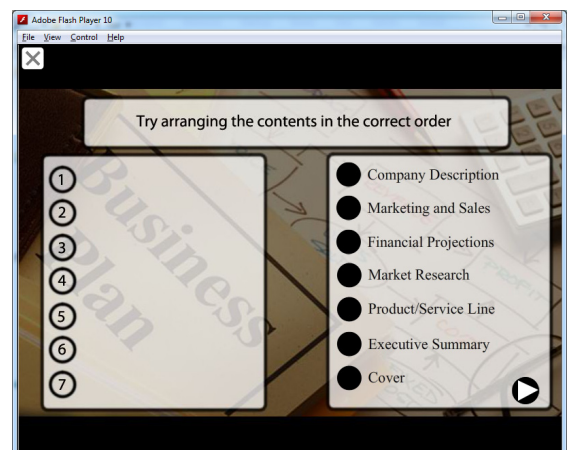 Adobe Flash Player 10
File View Control Help
Try arranging the contents in the correct order
Business
Plan
1
2
3
4
5
6
7
Company Description
Marketing and Sales
Financial Projections
Market Research
Product/Service Line
Executive Summary
Cover